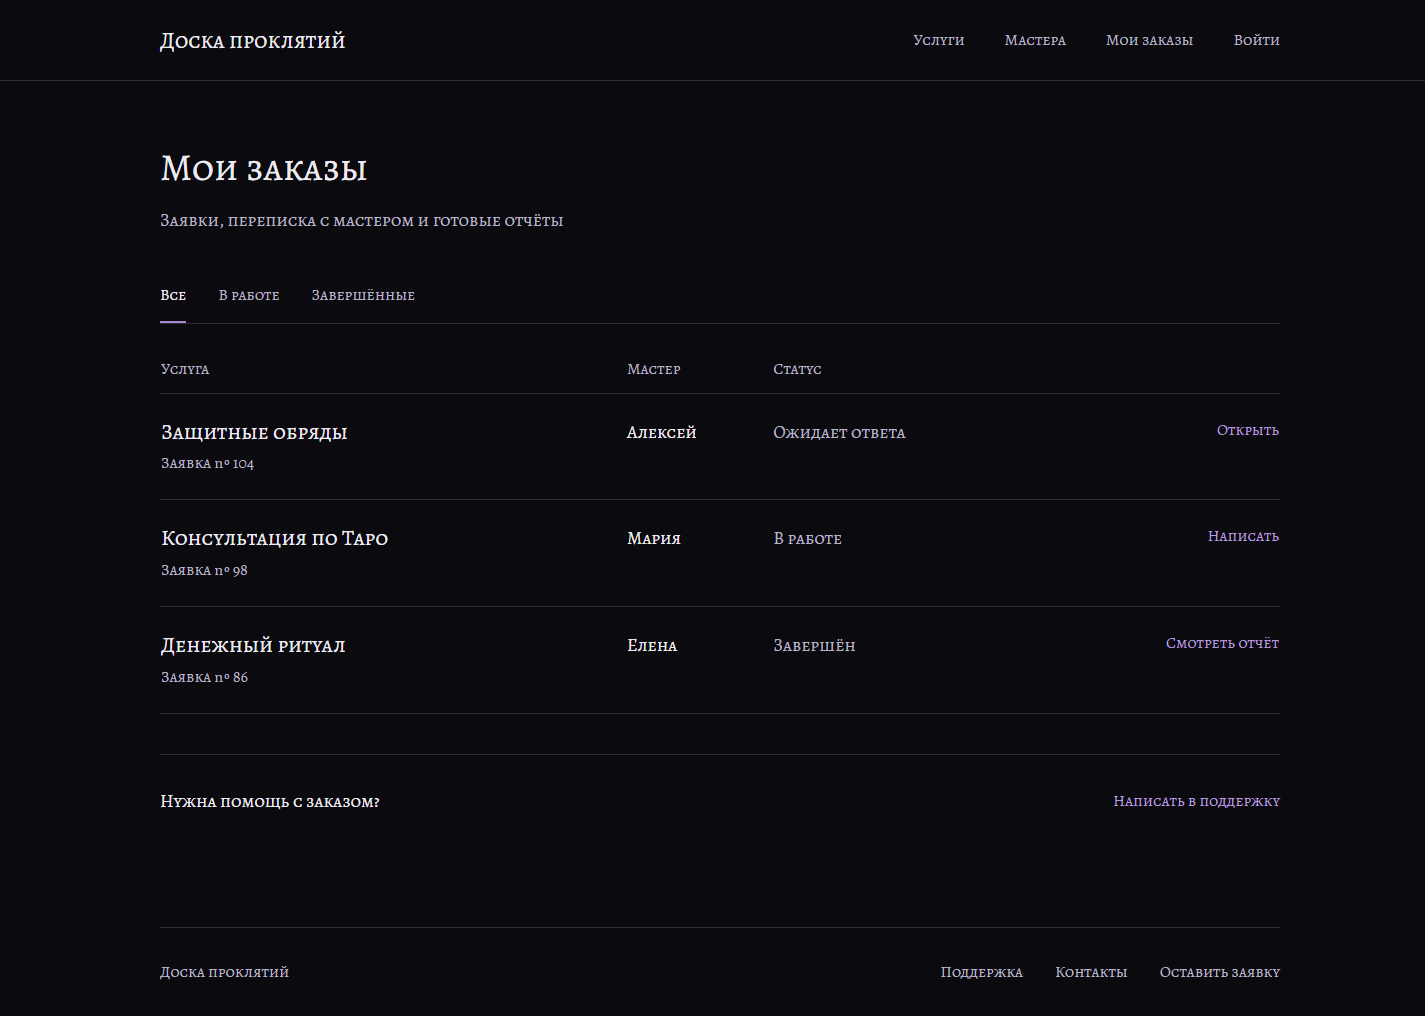 Доска проклятий
Услуги Мастера Мои заказы Войти
Мои заказы
Заявки, переписка с мастером и готовые отчёты
Все В работе Завершённые
Услуга Мастер Статус
Защитные обряды Алексей Ожидает ответа Открыть
Заявка № 104
Консультация по Таро Мария В работе Написать
Заявка № 98
Денежный ритуал Елена Завершён Смотреть отчёт
Заявка № 86
Нужна помощь с заказом? Написать в поддержку
Доска проклятий Поддержка Контакты Оставить заявку